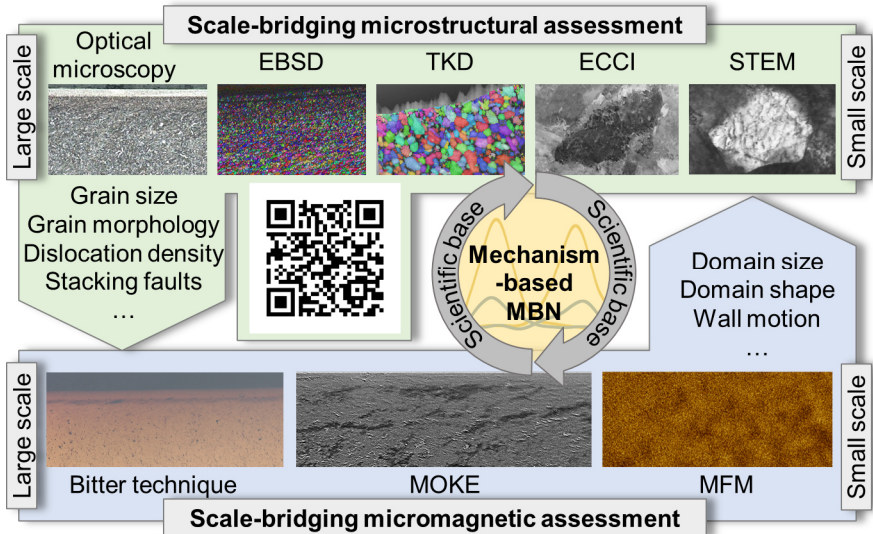 Scale-bridging microstructural assessment
Large scale
Optical
microscopy
EBSD
TKD
ECCI
STEM
Small scale
Grain size
Grain morphology
Dislocation density
Stacking faults
…
Scientific base
Scientific base
Mechanism
-based
MBN
Domain size
Domain shape
Wall motion
…
Large scale
Small scale
Bitter technique
MOKE
MFM
Scale-bridging micromagnetic assessment